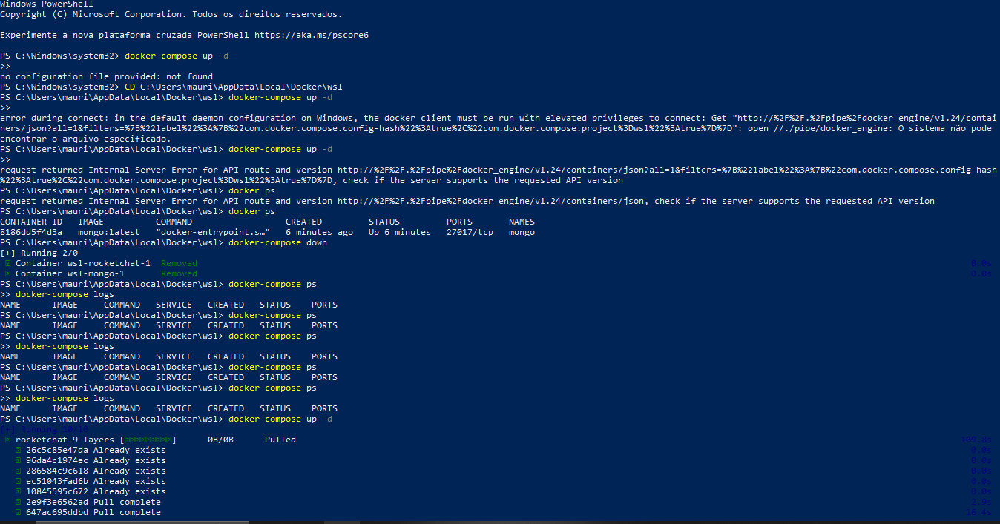 Windows PowerShell
Copyright (C) Microsoft Corporation. Todos os direitos reservados.
Experimente a nova plataforma cruzada PowerShell https://aka.ms/pscore6
PS C:\Windows\system32> docker-compose up -d
>>
no configuration file provided: not found
PS C:\Windows\system32> CD C:\Users\mauri\AppData\Local\Docker\wsl
PS C:\Users\mauri\AppData\Local\Docker\wsl> docker-compose up -d
>>
error during connect: in the default daemon configuration on Windows, the docker client must be run with elevated privileges to connect: Get "http://%2F%2F.%2Fpipe%2Fdocker_engine/v1.24/contai
ners/json?all=1&filters=%7B%22label%22%3A%7B%22com.docker.compose.config-hash%22%3Atrue%2C%22com.docker.compose.project%3Dwsl%22%3Atrue%7D%7D": open //./pipe/docker_engine: O sistema não pode
encontrar o arquivo especificado.
PS C:\Users\mauri\AppData\Local\Docker\wsl> docker-compose up -d
>>
request returned Internal Server Error for API route and version http://%2F%2F.%2Fpipe%2Fdocker_engine/v1.24/containers/json?all=1&filters=%7B%22label%22%3A%7B%22com.docker.compose.config-hash
%22%3Atrue%2C%22com.docker.compose.project%3Dwsl%22%3Atrue%7D%7D, check if the server supports the requested API version
PS C:\Users\mauri\AppData\Local\Docker\wsl> docker ps
request returned Internal Server Error for API route and version http://%2F%2F.%2Fpipe%2Fdocker_engine/v1.24/containers/json, check if the server supports the requested API version
PS C:\Users\mauri\AppData\Local\Docker\wsl> docker ps
CONTAINER ID IMAGE COMMAND CREATED STATUS PORTS NAMES
8186dd5f4d3a mongo:latest "docker-entrypoint.s…" 6 minutes ago Up 6 minutes 27017/tcp mongo
PS C:\Users\mauri\AppData\Local\Docker\wsl> docker-compose down
[+] Running 2/0
Container wsl-rocketchat-1 Removed 0.0s
Container wsl-mongo-1 Removed 0.0s
PS C:\Users\mauri\AppData\Local\Docker\wsl> docker-compose ps
>> docker-compose logs
NAME IMAGE COMMAND SERVICE CREATED STATUS PORTS
PS C:\Users\mauri\AppData\Local\Docker\wsl> docker-compose ps
NAME IMAGE COMMAND SERVICE CREATED STATUS PORTS
PS C:\Users\mauri\AppData\Local\Docker\wsl> docker-compose ps
>> docker-compose logs
NAME IMAGE COMMAND SERVICE CREATED STATUS PORTS
PS C:\Users\mauri\AppData\Local\Docker\wsl> docker-compose ps
NAME IMAGE COMMAND SERVICE CREATED STATUS PORTS
PS C:\Users\mauri\AppData\Local\Docker\wsl> docker-compose ps
>> docker-compose logs
NAME IMAGE COMMAND SERVICE CREATED STATUS PORTS
PS C:\Users\mauri\AppData\Local\Docker\wsl> docker-compose up -d
[+] Running 10/10
rocketchat 9 layers [] 0B/0B Pulled 109.8s
26c5c85e47da Already exists 0.0s
96da4c1974ec Already exists 0.0s
286584c9c618 Already exists 0.0s
ec51043fad6b Already exists 0.0s
10845595c672 Already exists 0.0s
2e9f3e6562ad Pull complete 2.9s
647ac695ddbd Pull complete 16.4s